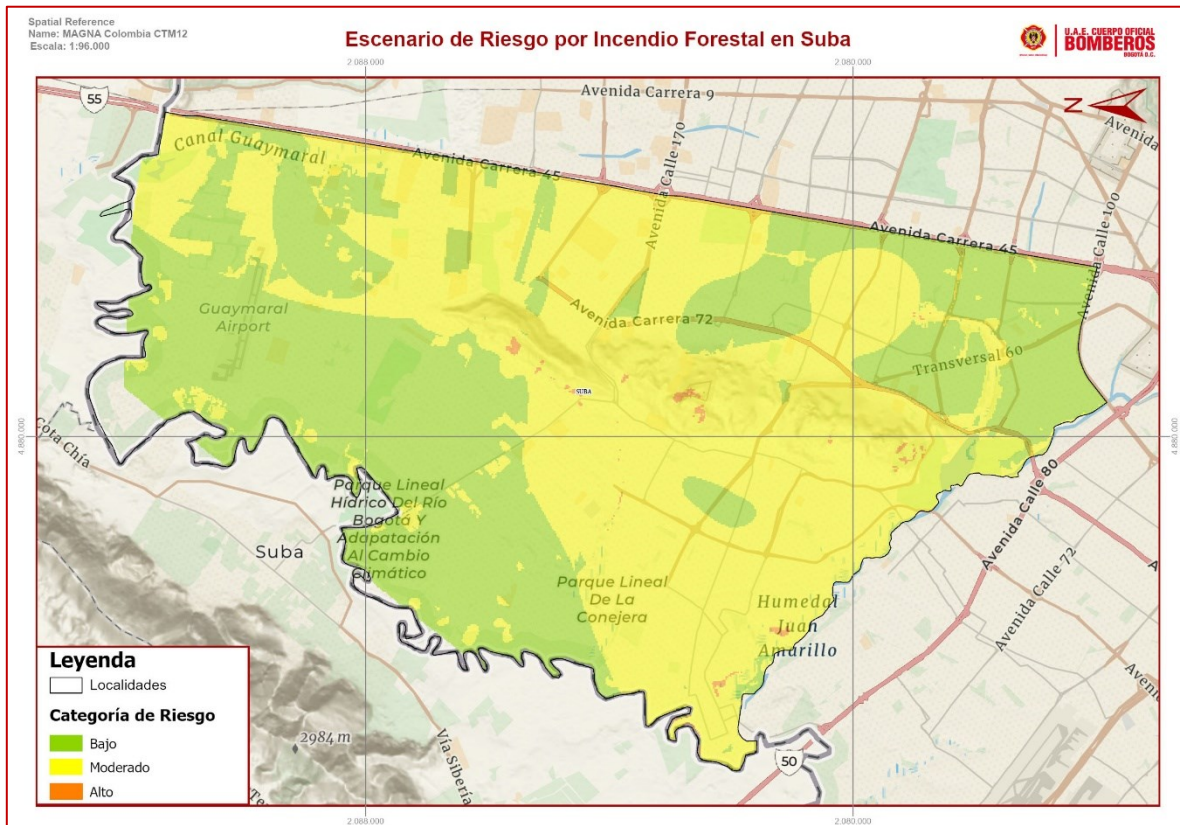 Spatial Reference
Name: MAGNA Colombia CTM12
Escala: 1:96.000
Escenario de Riesgo por Incendio Forestal en Suba
U.A.E. CUERPO OFICIAL
BOMBEROS
BOGOTÁ D.C.
2.088.000
2.080.000
55
Avenida Carrera 9
N
Avenida
Canal Guaymaral
Avenida Carrera 45
Avenida Calle 170
Avenida Calle 100
Avenida Carrera 45
Guaymaral
Airport
Avenida Carrera 72
Transversal 60
SUBA
4.880.000
4.880.000
Cota Chía
Parque Lineal
Hídrico Del Río
Bogotá Y
Adapatación
Al Cambio
Climático
Suba
Avenida Calle 80
Avenida Calle 72
A
Parque Lineal
De La
Conejera
Humedal
Juan
Amarillo
Avenida
Leyenda
Localidades
Categoría de Riesgo
Bajo
Moderado
Alto
2984 m
Vía Siberia
50
2.088.000
2.080.000